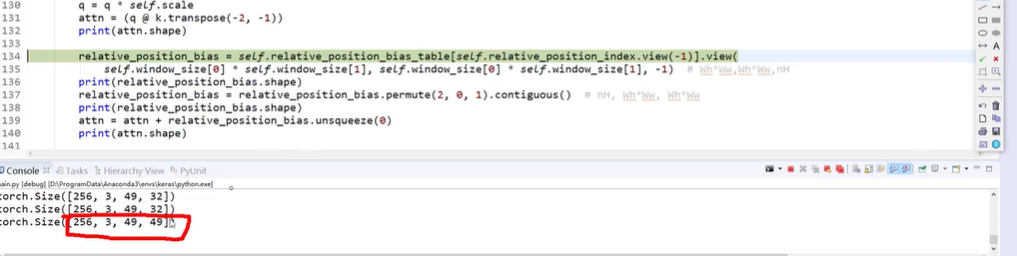 130 q = q * self.scale
131 attn = (q @ k.transpose(-2, -1))
132 print(attn.shape)
133
134 relative_position_bias = self.relative_position_bias_table[self.relative_position_index.view(-1)].view(
135 self.window_size[0] * self.window_size[1], self.window_size[0] * self.window_size[1], -1) # Wh*Ww,Wh*Ww,nH
136 print(relative_position_bias.shape)
137 relative_position_bias = relative_position_bias.permute(2, 0, 1).contiguous() # nH, Wh*Ww, Wh*Ww
138 print(relative_position_bias.shape)
139 attn = attn + relative_position_bias.unsqueeze(0)
140 print(attn.shape)
141
Console Tasks Hierarchy View PyUnit
ain.py [debug] [D:\ProgramData\Anaconda3\envs\keras\python.exe]
orch.Size([256, 3, 49, 32])
orch.Size([256, 3, 49, 32])
orch.Size([256, 3, 49, 49])